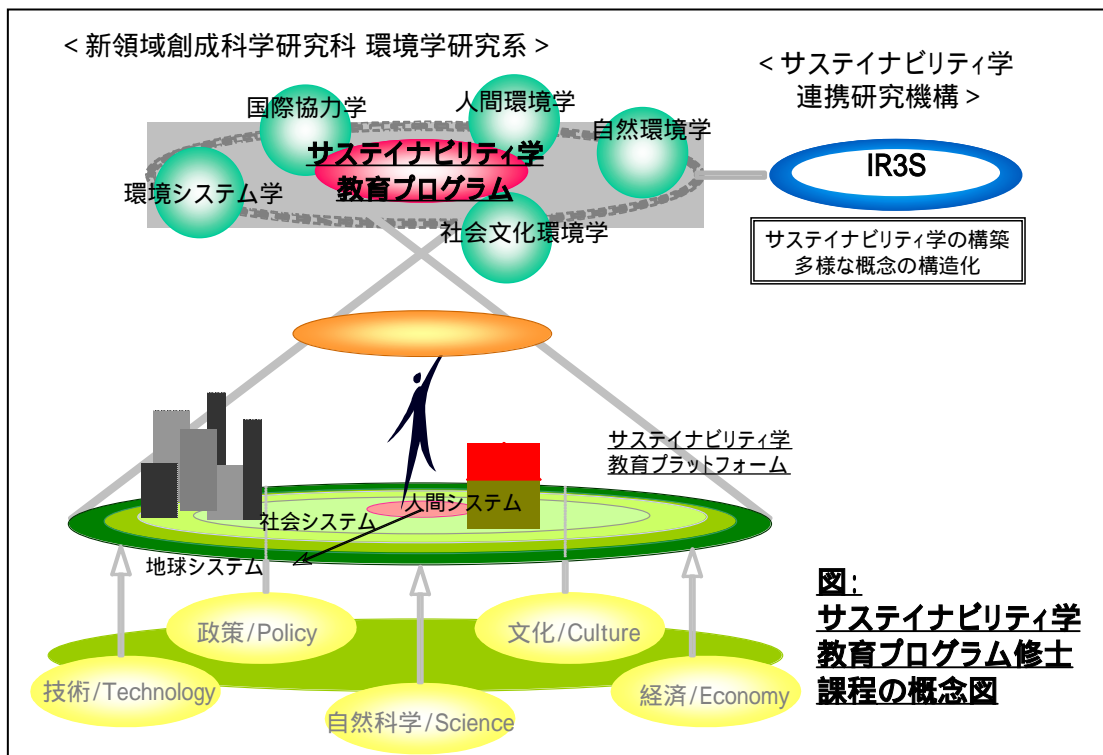 ＜新領域創成科学研究科 環境学研究系＞
＜サステイナビリティ学
連携研究機構＞
国際協力学
人間環境学
自然環境学
サステイナビリティ学
教育プログラム
環境システム学
社会文化環境学
IR3S
サステイナビリティ学の構築
多様な概念の構造化
サステイナビリティ学
教育プラットフォーム
人間システム
社会システム
地球システム
政策/Policy
文化/Culture
技術/Technology
自然科学/Science
経済/Economy
図:
サステイナビリティ学
教育プログラム修士
課程の概念図